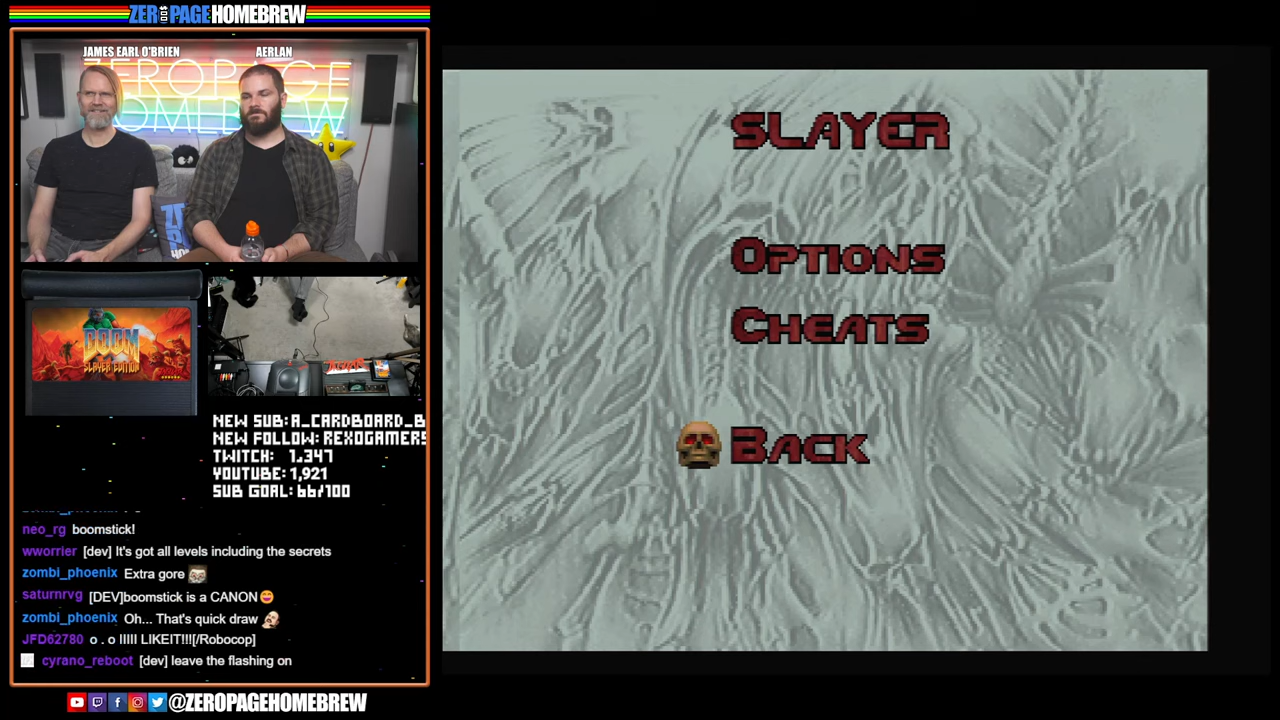 ZEROPAGE HOMEBREW
JAMES EARL O'BRIEN
AERLAN
ZEROPAGE
HOMEBREW
DOOM
SLAYER EDITION
NEW SUB: A_CARDBOARD_B
NEW FOLLOW: REXOGAMERS
TWITCH: 1,347
YOUTUBE: 1,921
SUB GOAL: 66/100
neo_rg boomstick!
wworrier [dev] It's got all levels including the secrets
zombi_phoenix Extra gore
saturnrvg [DEV]boomstick is a CANON
zombi_phoenix Oh... That's quick draw
JFD62780 o . o IIIII LIKEIT!!![/Robocop]
cyrano_reboot [dev] leave the flashing on
@ZEROPAGEHOMEBREW
SLAYER
OPTIONS
CHEATS
BACK